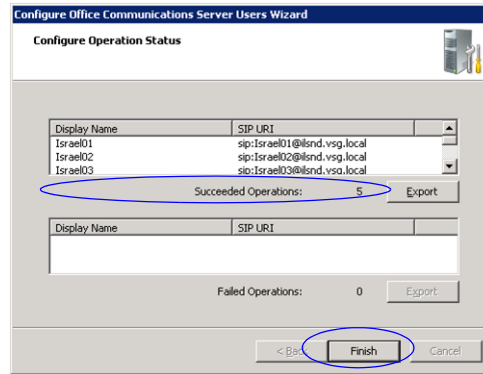 Configure Office Communications Server Users Wizard
Configure Operation Status
Display Name SIP URI
Israel01 sip:Israel01@ilsnd.vsg.local
Israel02 sip:Israel02@ilsnd.vsg.local
Israel03 sip:Israel03@ilsnd.vsg.local
Succeeded Operations: 5 Export
Display Name SIP URI
Failed Operations: 0 Export
< Back Finish Cancel